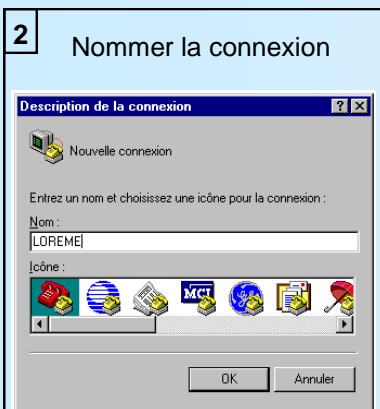 2
Nommer la connexion
Description de la connexion
Nouvelle connexion
Entrez un nom et choisissez une icône pour la connexion :
Nom :
LOREME
Icône :
MCI
OK Annuler